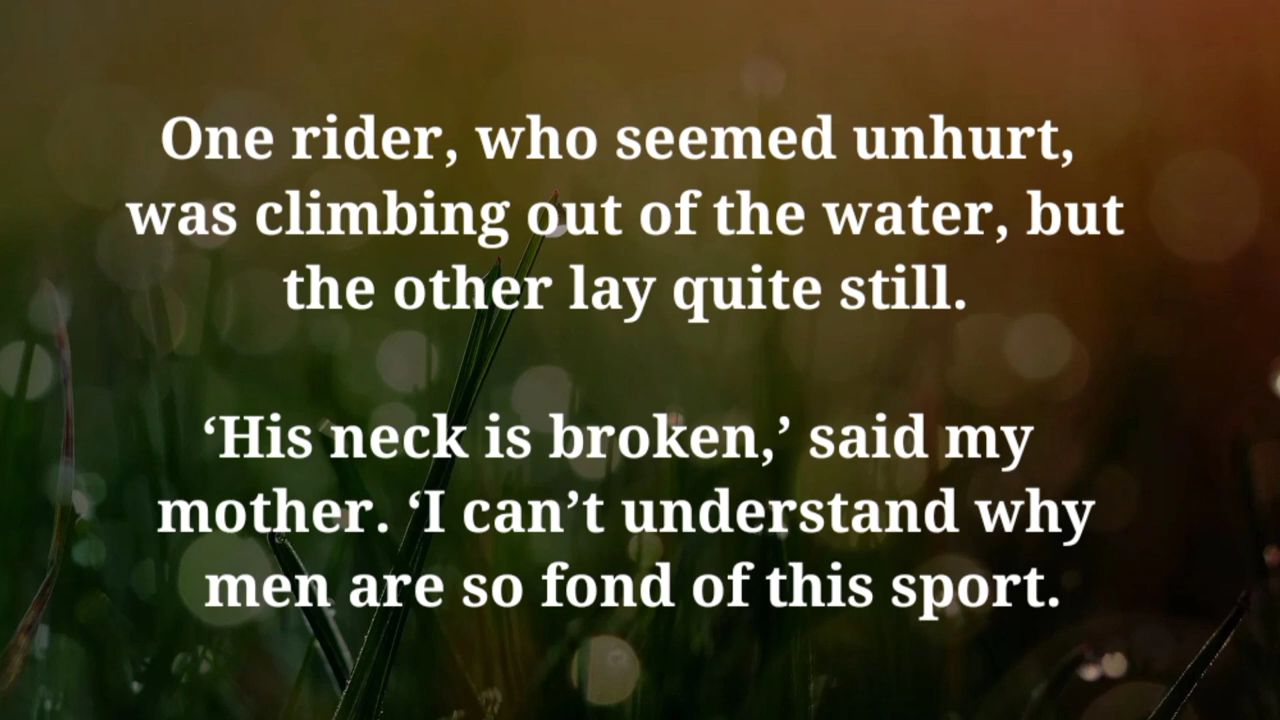 One rider, who seemed unhurt,
was climbing out of the water, but
the other lay quite still.
‘His neck is broken,’ said my
mother. ‘I can’t understand why
men are so fond of this sport.